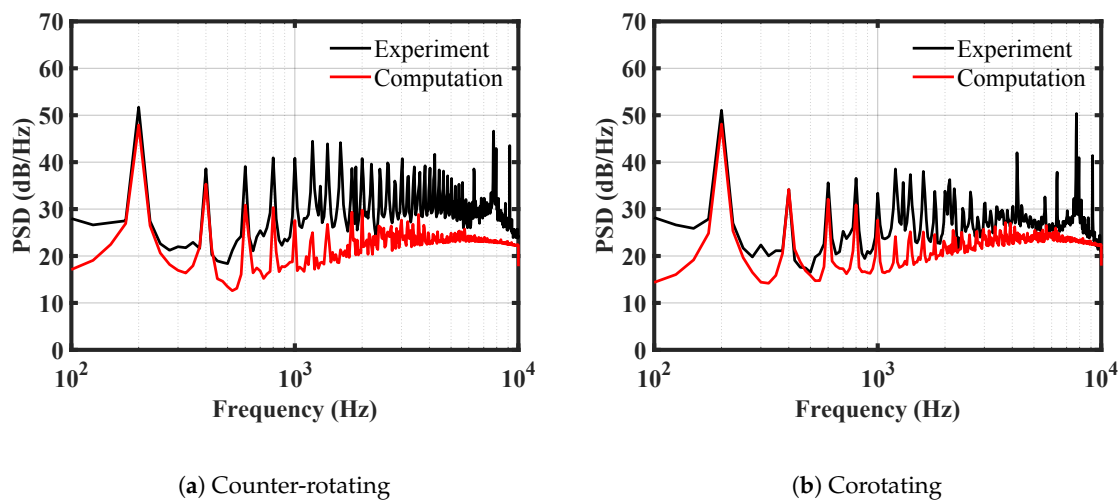 70
60
50
40
30
20
10
0
PSD (dB/Hz)
Experiment
Computation
10^2
10^3
10^4
Frequency (Hz)
(a) Counter-rotating
70
60
50
40
30
20
10
0
PSD (dB/Hz)
Experiment
Computation
10^2
10^3
10^4
Frequency (Hz)
(b) Corotating